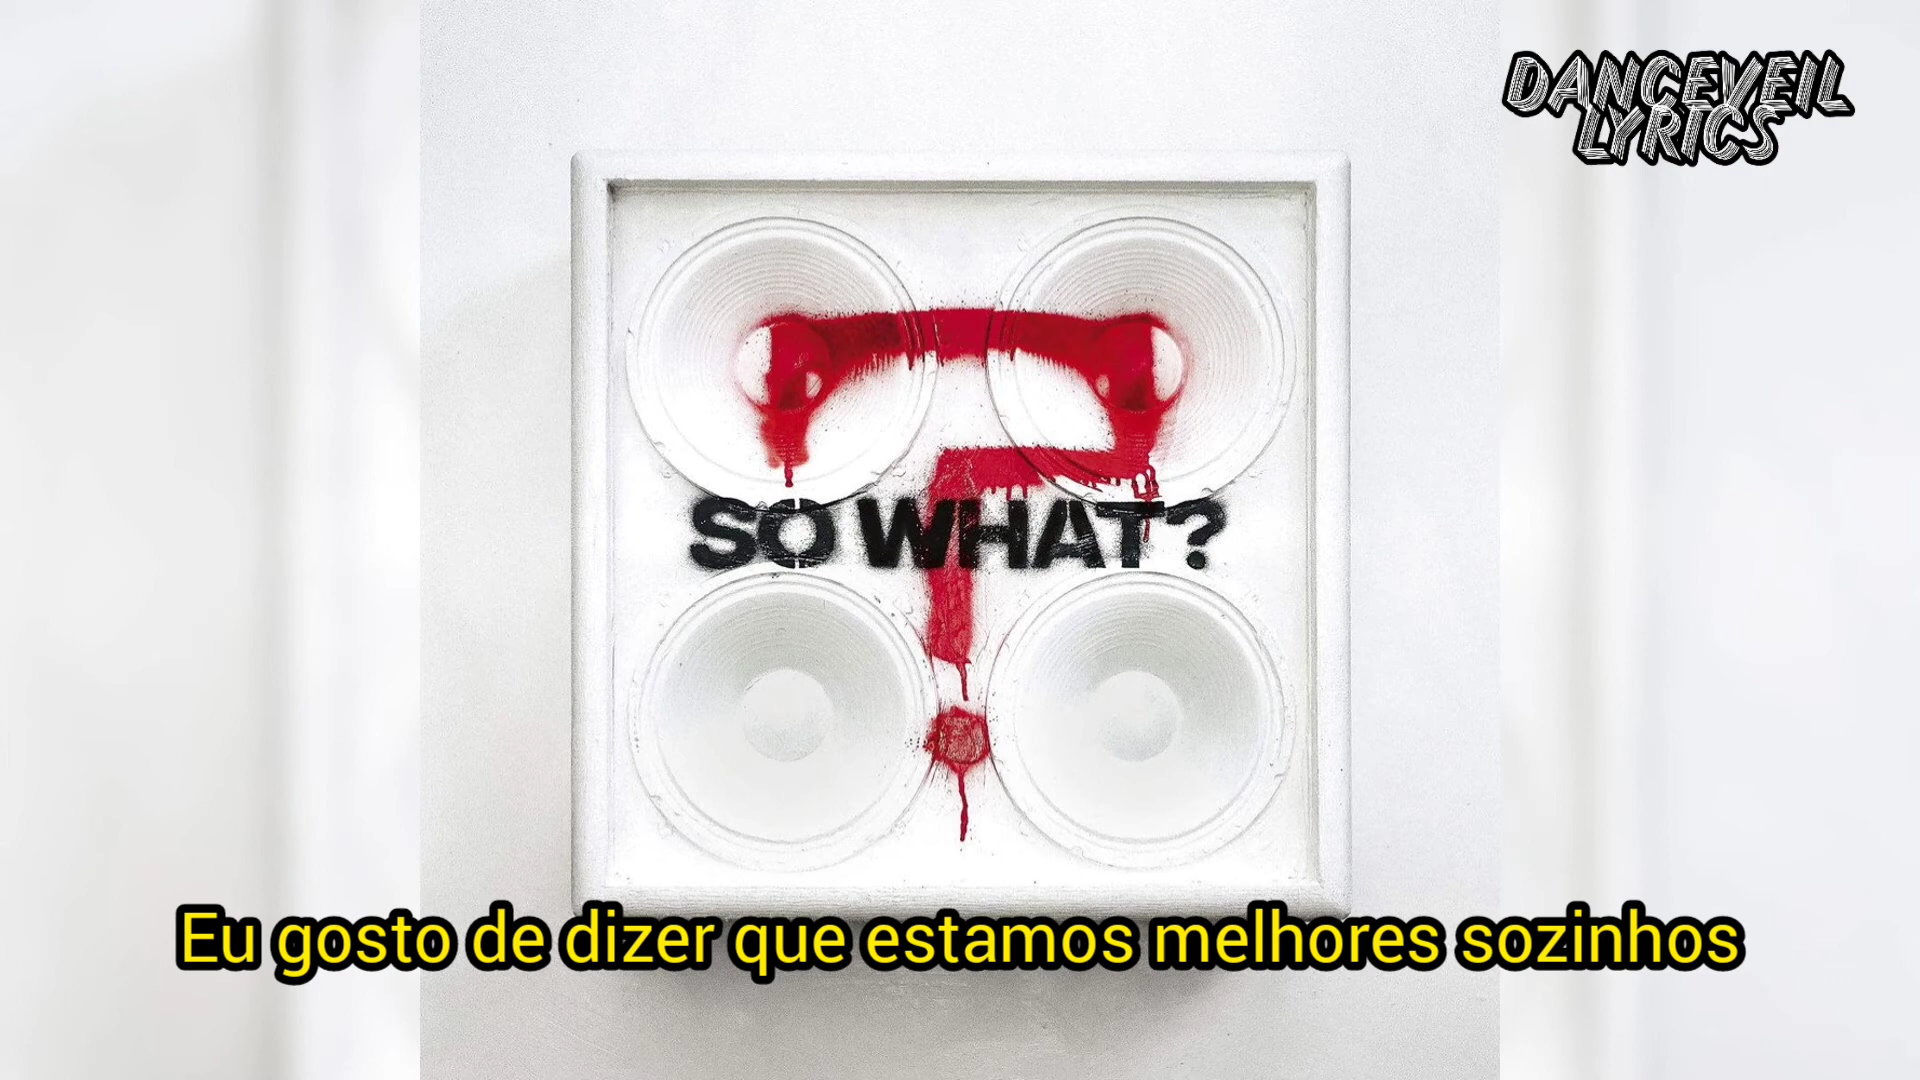 DANCEVEIL
LYRICS
SO WHAT?
Eu gosto de dizer que estamos melhores sozinhos